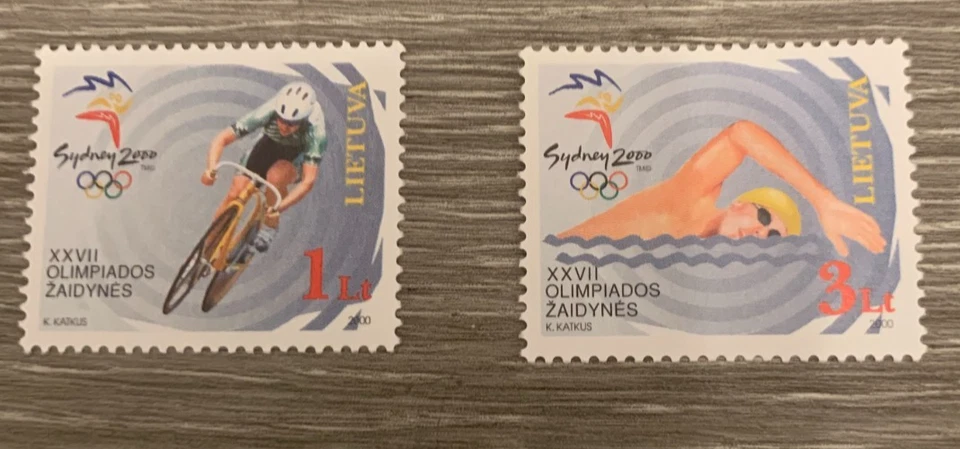 Sydney 2000
LIETUVA
XXVII
OLIMPIADOS
ŽAIDYNĖS
1 Lt
K. KATKUS
2000
Sydney 2000
LIETUVA
XXVII
OLIMPIADOS
ŽAIDYNĖS
3 Lt
K. KATKUS
2000